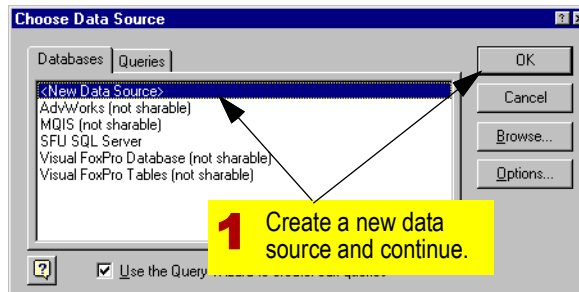 Choose Data Source
Databases Queries
OK
<New Data Source>
AdvWorks (not sharable)
Cancel
MQIS (not sharable)
SFU SQL Server
Browse...
Visual FoxPro Database (not sharable)
Visual FoxPro Tables (not sharable)
Options...
1 Create a new data
source and continue.
Use the Query